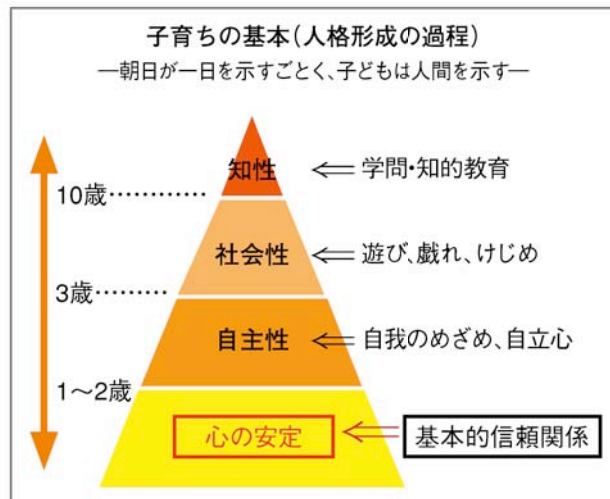 子育ちの基本(人格形成の過程)
―朝日が一日を示すごとく、子どもは人間を示す―
知性 ⇐ 学問・知的教育
10歳…………
社会性 ⇐ 遊び、戯れ、けじめ
3歳………
自主性 ⇐ 自我のめざめ、自立心
1〜2歳
心の安定 ⇐ 基本的信頼関係